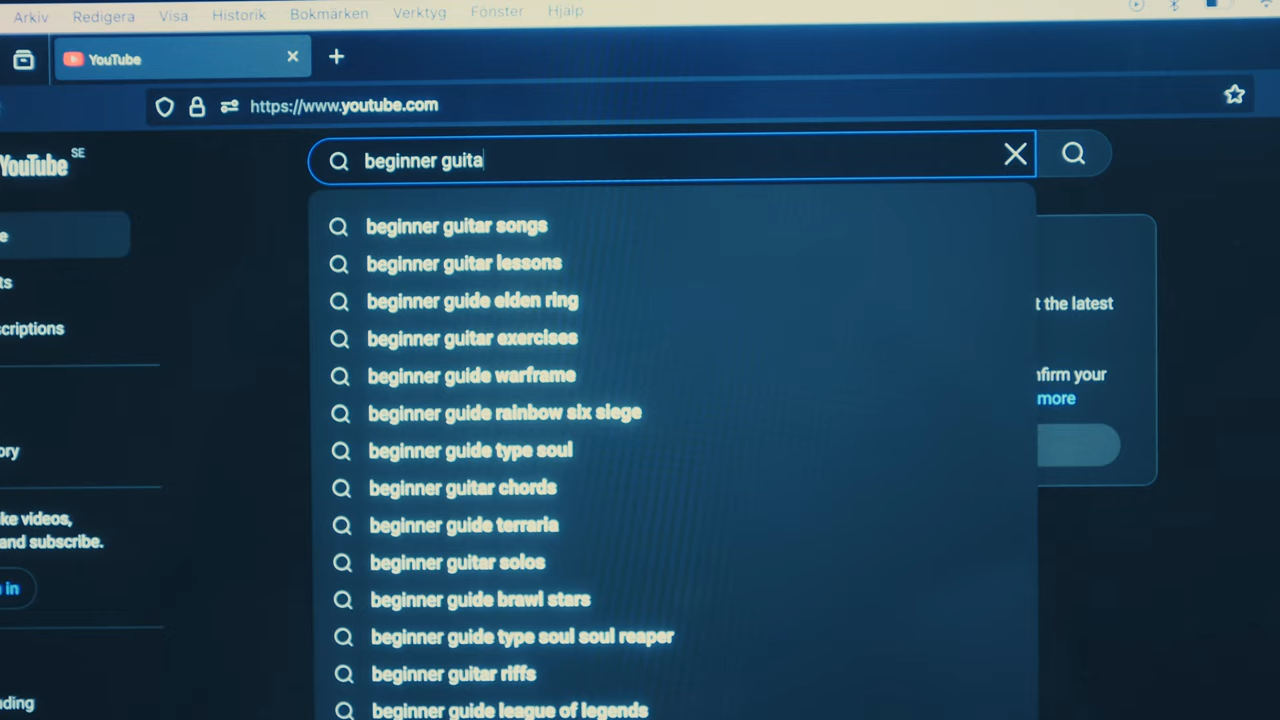 Arkiv Redigera Visa Historik Bokmärken Verktyg Fönster Hjälp
YouTube
https://www.youtube.com
YouTube SE
beginner guita
beginner guitar songs
beginner guitar lessons
beginner guide elden ring
beginner guitar exercises
beginner guide warframe
beginner guide rainbow six siege
beginner guide type soul
beginner guitar chords
beginner guide terraria
beginner guitar solos
beginner guide brawl stars
beginner guide type soul soul reaper
beginner guitar riffs
beginner guide league of legends
e
ts
criptions
ory
ke videos,
and subscribe.
in
ding
t the latest
nfirm your
more